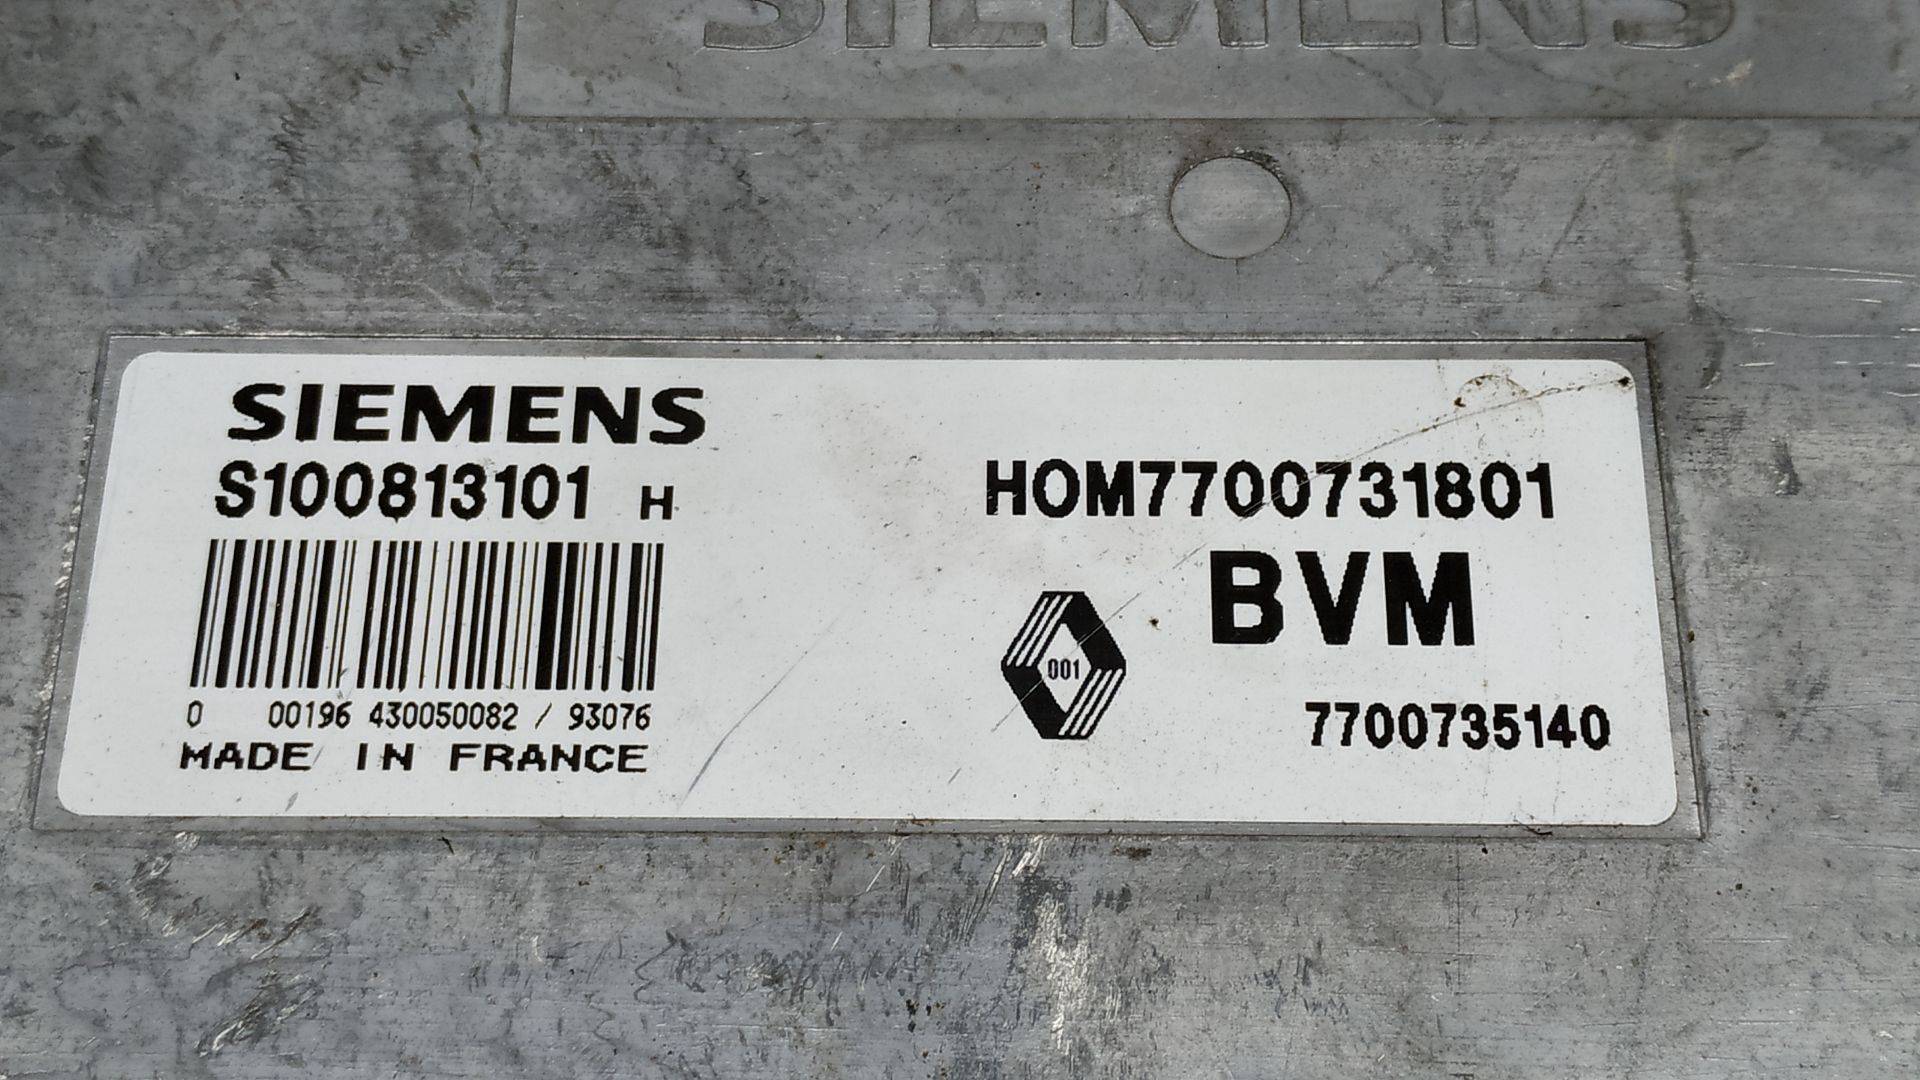 SIEMENS
SIEMENS
S100813101 H
HOM7700731801
BVM
001
0 00196 430050082 / 93076
7700735140
MADE IN FRANCE